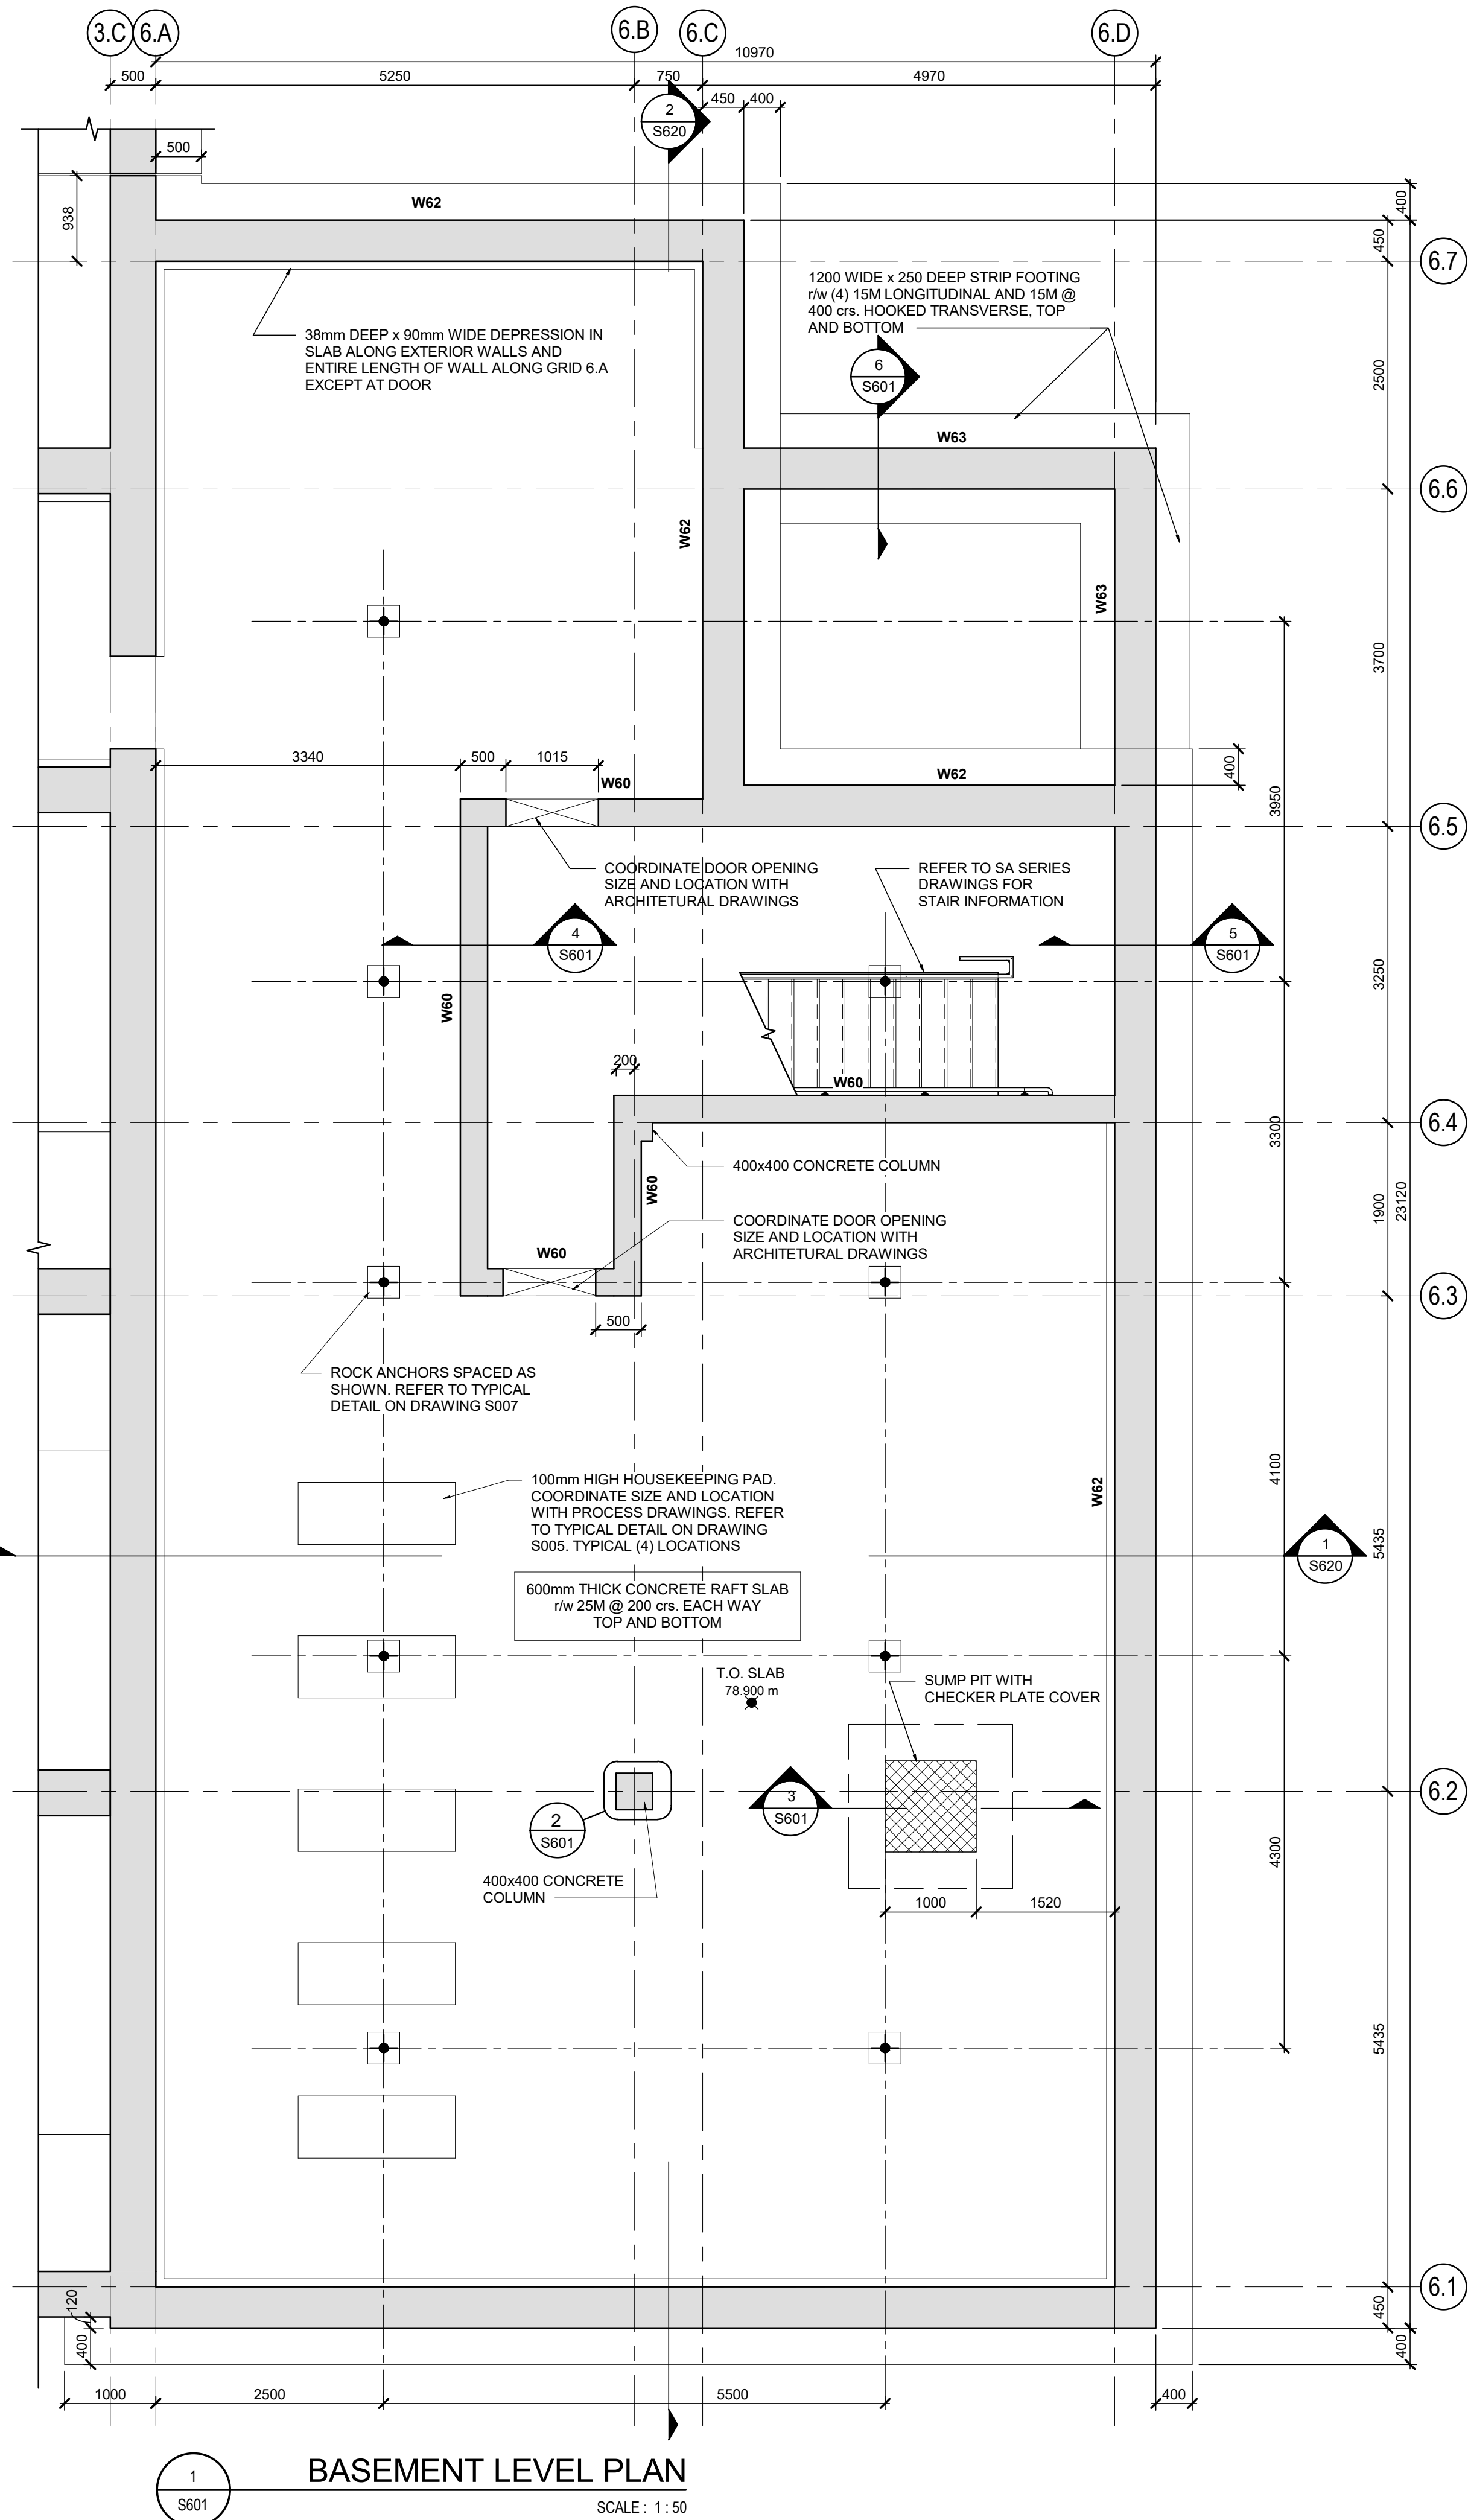 3.C
6.A
6.B
6.C
6.D
10970
500
5250
750
4970
450
400
2
S620
500
938
W62
400
450
6.7
1200 WIDE x 250 DEEP STRIP FOOTING
r/w (4) 15M LONGITUDINAL AND 15M @
400 crs. HOOKED TRANSVERSE, TOP
AND BOTTOM
38mm DEEP x 90mm WIDE DEPRESSION IN
SLAB ALONG EXTERIOR WALLS AND
ENTIRE LENGTH OF WALL ALONG GRID 6.A
EXCEPT AT DOOR
6
S601
2500
W63
6.6
W62
W63
3700
3340
500
1015
W60
W62
400
3950
6.5
COORDINATE DOOR OPENING
SIZE AND LOCATION WITH
ARCHITETURAL DRAWINGS
REFER TO SA SERIES
DRAWINGS FOR
STAIR INFORMATION
4
S601
5
S601
3250
W60
200
W60
6.4
3300
400x400 CONCRETE COLUMN
W60
1900
23120
COORDINATE DOOR OPENING
SIZE AND LOCATION WITH
ARCHITETURAL DRAWINGS
W60
6.3
500
ROCK ANCHORS SPACED AS
SHOWN. REFER TO TYPICAL
DETAIL ON DRAWING S007
4100
100mm HIGH HOUSEKEEPING PAD.
COORDINATE SIZE AND LOCATION
WITH PROCESS DRAWINGS. REFER
TO TYPICAL DETAIL ON DRAWING
S005. TYPICAL (4) LOCATIONS
W62
5435
1
S620
600mm THICK CONCRETE RAFT SLAB
r/w 25M @ 200 crs. EACH WAY
TOP AND BOTTOM
T.O. SLAB
78.900 m
SUMP PIT WITH
CHECKER PLATE COVER
6.2
3
S601
2
S601
4300
400x400 CONCRETE
COLUMN
1000
1520
5435
6.1
120
450
400
400
1000
2500
5500
400
1
S601
BASEMENT LEVEL PLAN
SCALE : 1 : 50